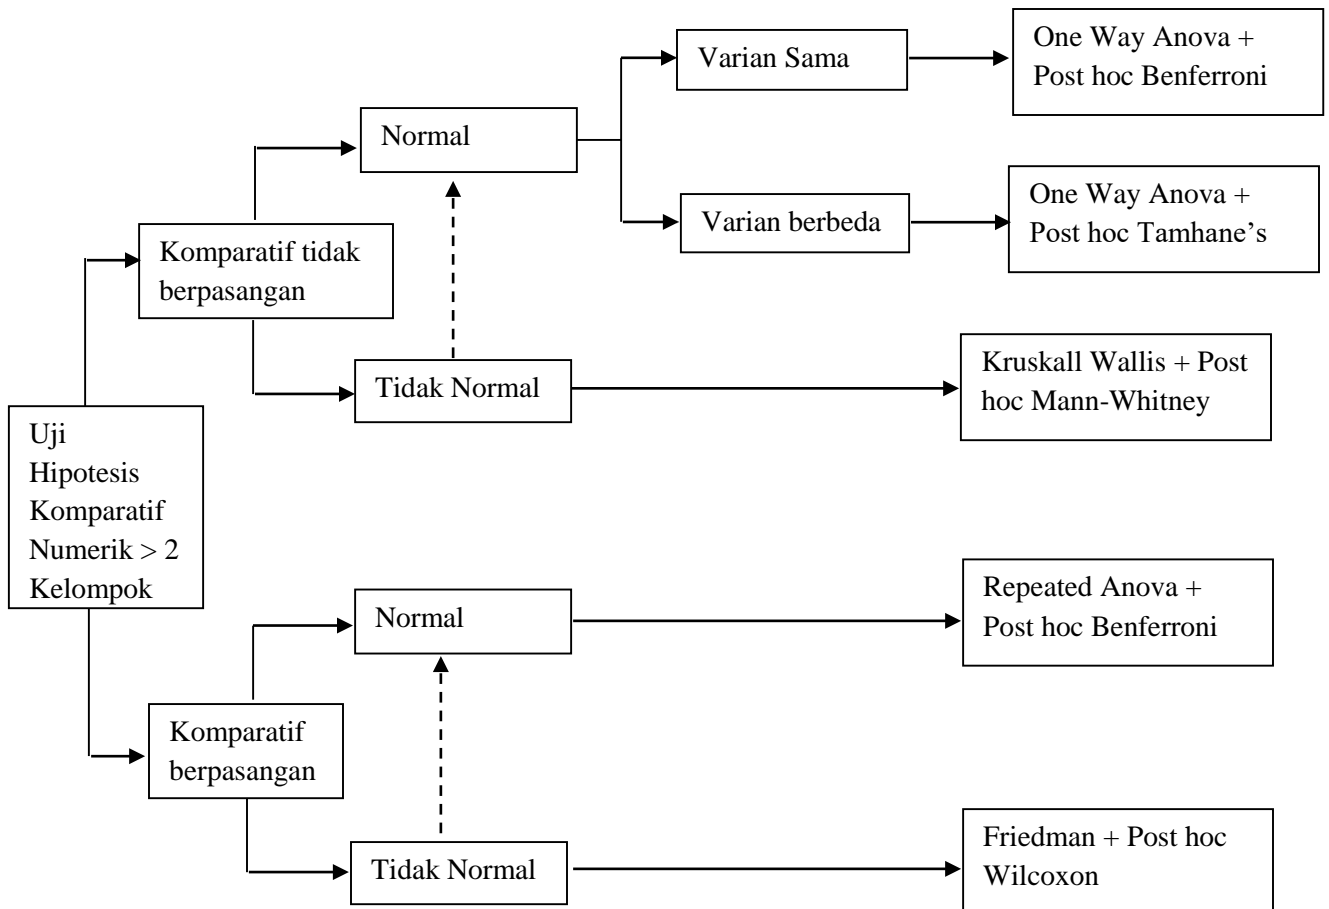 Varian Sama
One Way Anova +
Post hoc Benferroni
Normal
Varian berbeda
One Way Anova +
Post hoc Tamhane’s
Komparatif tidak
berpasangan
Tidak Normal
Kruskall Wallis + Post
hoc Mann-Whitney
Uji
Hipotesis
Komparatif
Numerik > 2
Kelompok
Normal
Repeated Anova +
Post hoc Benferroni
Komparatif
berpasangan
Tidak Normal
Friedman + Post hoc
Wilcoxon